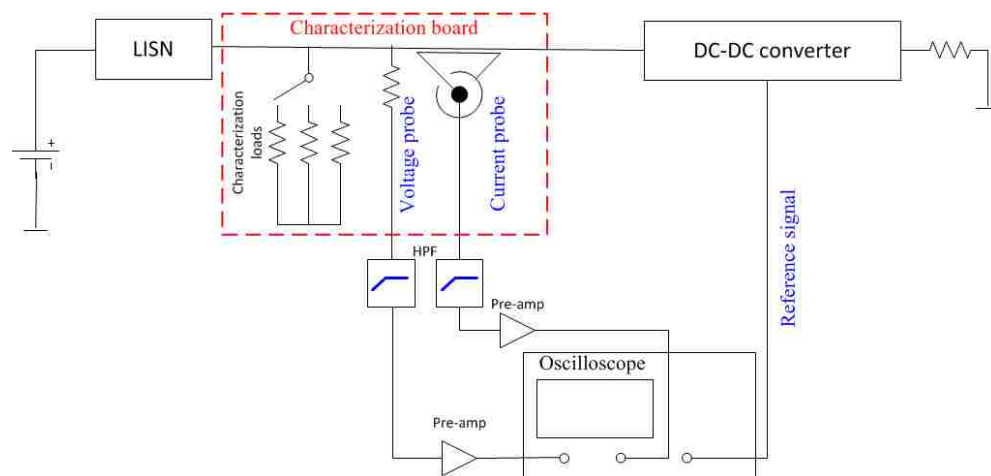 Characterization board
LISN
DC-DC converter
+
−
Characterization
loads
Voltage probe
Current probe
Reference signal
HPF
Pre-amp
Oscilloscope
Pre-amp